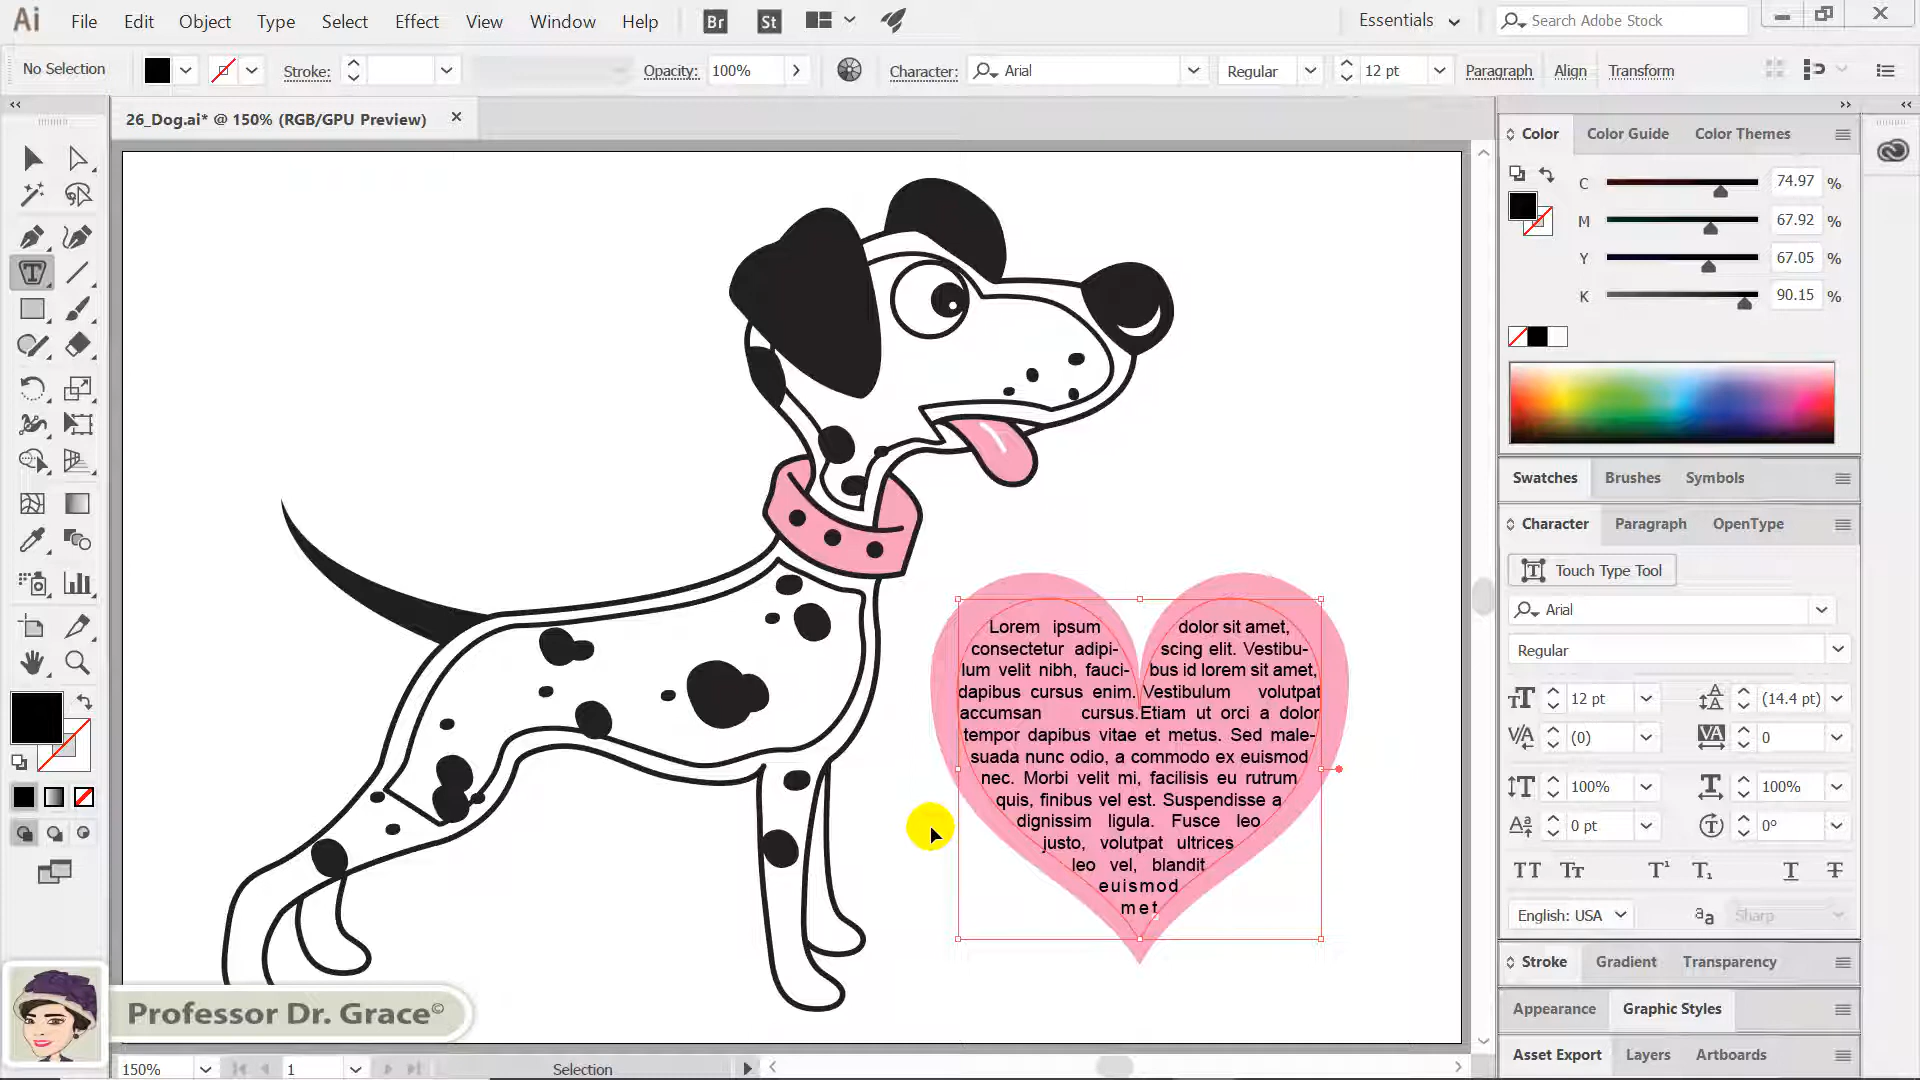 Ai File Edit Object Type Select Effect View Window Help Br St Essentials Search Adobe Stock
No Selection Stroke: Opacity: 100% Character: Arial Regular 12 pt Paragraph Align Transform
26_Dog.ai* @ 150% (RGB/GPU Preview)
Color Color Guide Color Themes
C 74.97 %
M 67.92 %
Y 67.05 %
K 90.15 %
Swatches Brushes Symbols
Character Paragraph OpenType
Touch Type Tool
Arial
Regular
12 pt (14.4 pt)
(0) 0
100% 100%
0 pt 0°
English: USA Sharp
Stroke Gradient Transparency
Appearance Graphic Styles
Asset Export Layers Artboards
Lorem ipsum dolor sit amet,
consectetur adipi- scing elit. Vestibu-
lum velit nibh, fauci- bus id lorem sit amet,
dapibus cursus enim. Vestibulum volutpat
accumsan cursus. Etiam ut orci a dolor
tempor dapibus vitae et metus. Sed male-
suada nunc odio, a commodo ex euismod
nec. Morbi velit mi, facilisis eu rutrum
quis, finibus vel est. Suspendisse a
dignissim ligula. Fusce leo
justo, volutpat ultrices
leo vel, blandit
euismod
met
Professor Dr. Grace©
150% 1 Selection